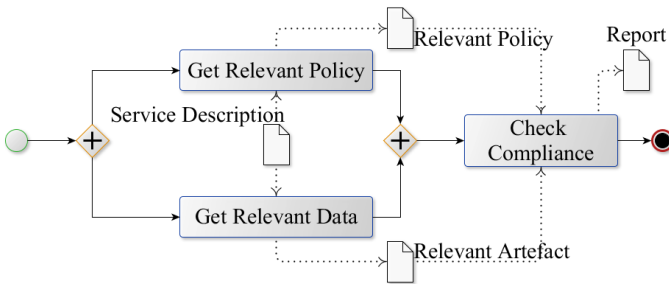 Relevant Policy
Report
Get Relevant Policy
Service Description
Check
Compliance
Get Relevant Data
Relevant Artefact